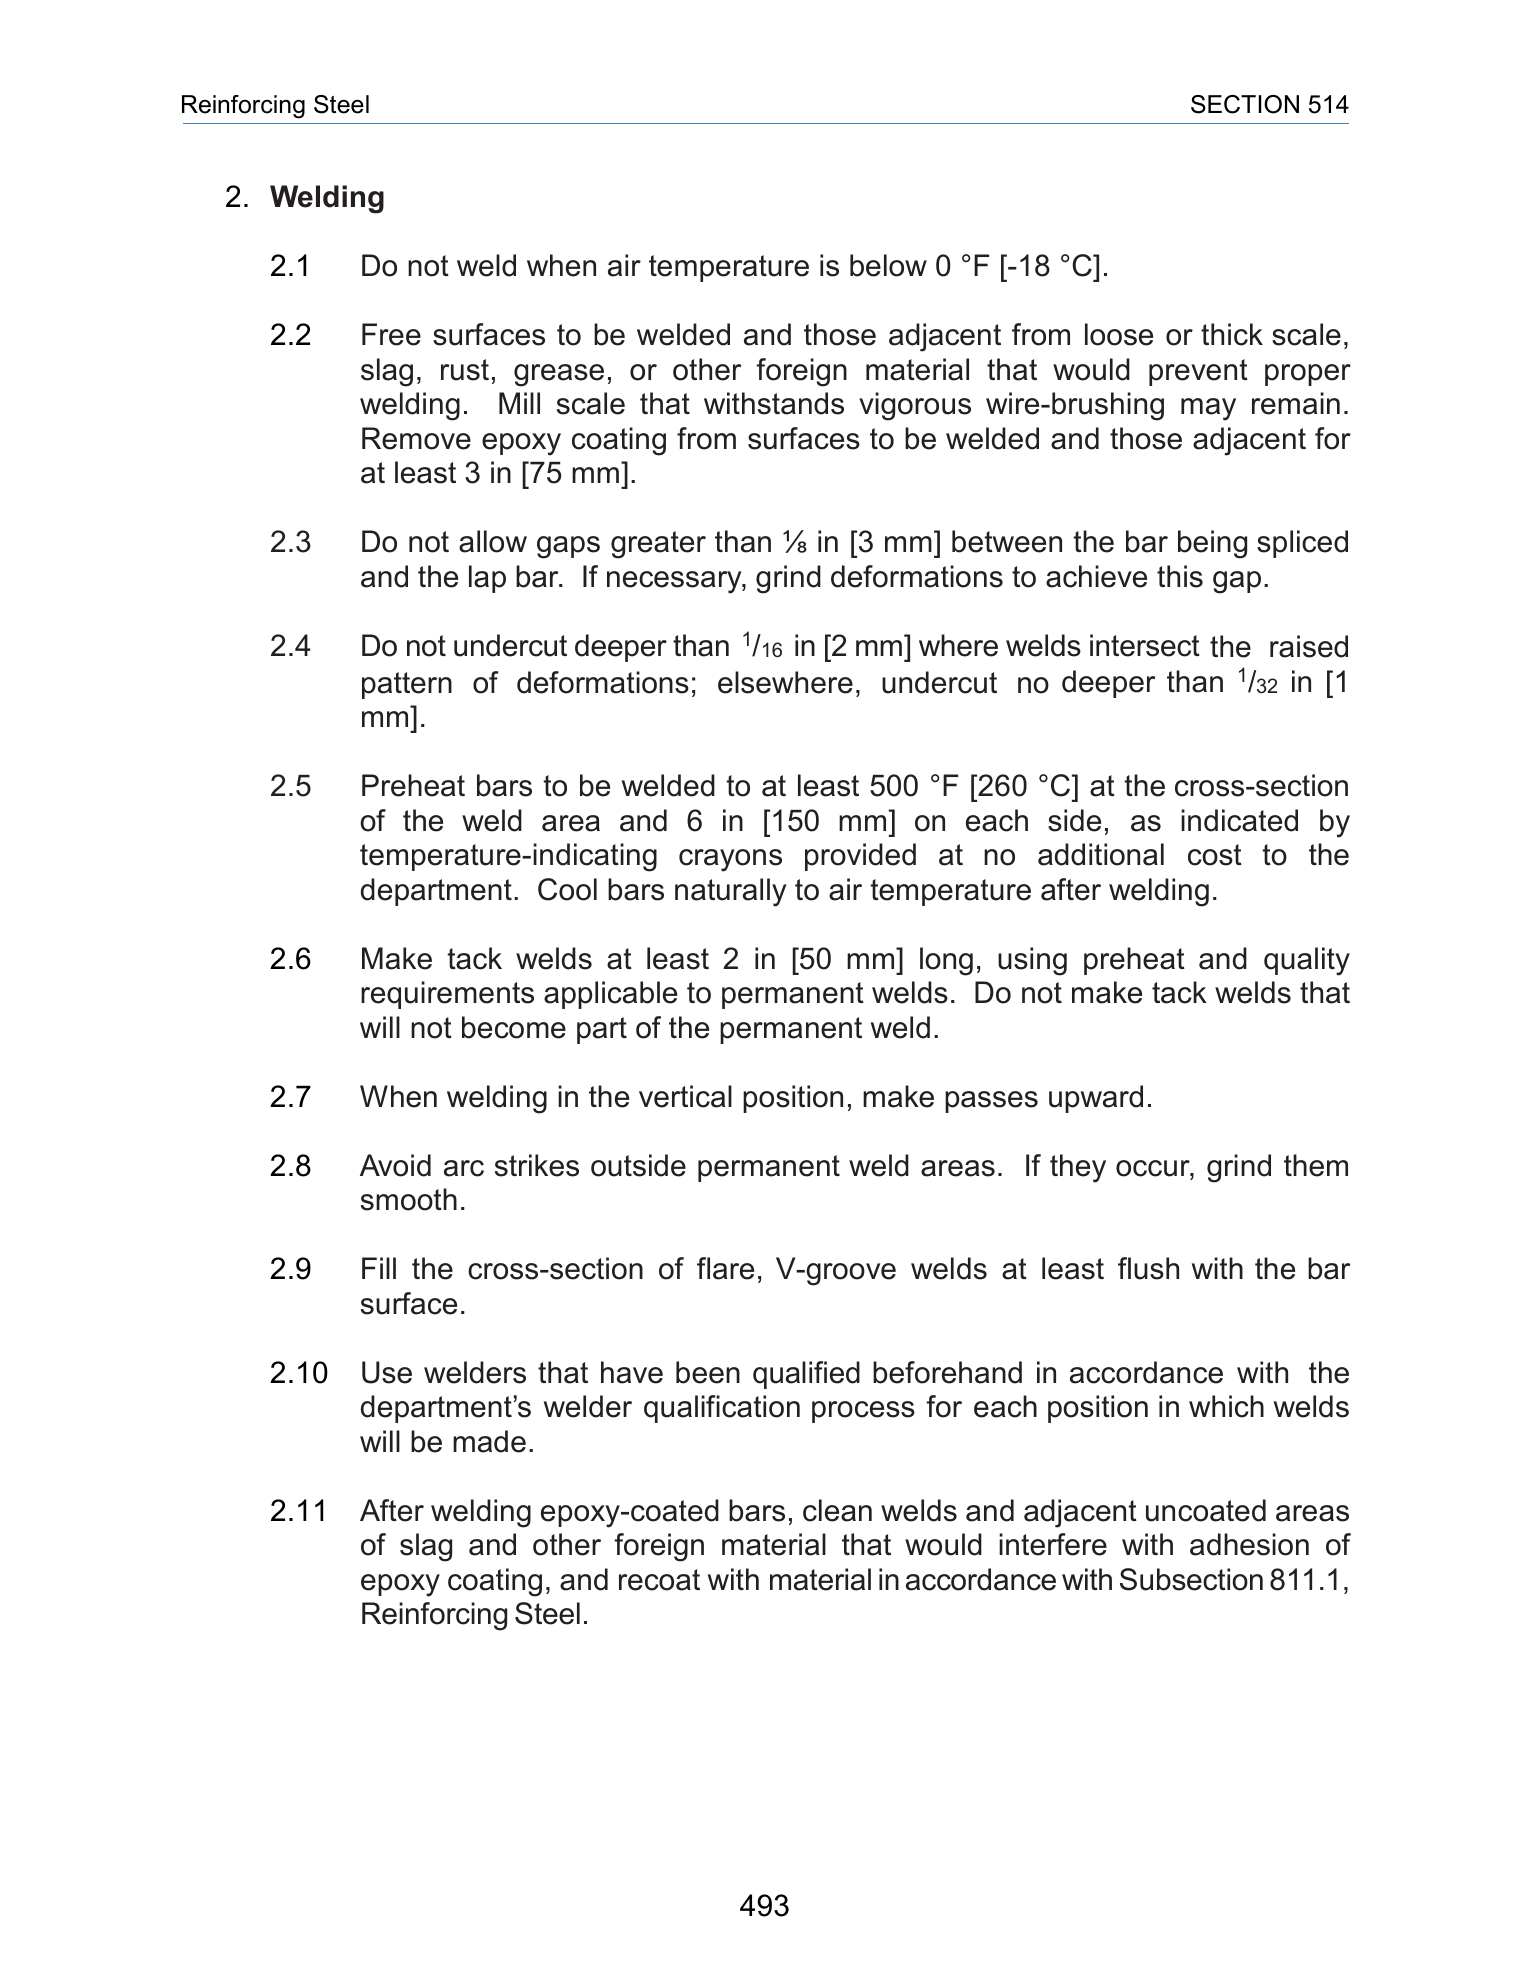 Reinforcing Steel SECTION 514
2. Welding
2.1 Do not weld when air temperature is below 0 °F [-18 °C].
2.2 Free surfaces to be welded and those adjacent from loose or thick scale,
slag, rust, grease, or other foreign material that would prevent proper
welding. Mill scale that withstands vigorous wire-brushing may remain.
Remove epoxy coating from surfaces to be welded and those adjacent for
at least 3 in [75 mm].
2.3 Do not allow gaps greater than ⅛ in [3 mm] between the bar being spliced
and the lap bar. If necessary, grind deformations to achieve this gap.
2.4 Do not undercut deeper than 1/16 in [2 mm] where welds intersect the raised
pattern of deformations; elsewhere, undercut no deeper than 1/32 in [1
mm].
2.5 Preheat bars to be welded to at least 500 °F [260 °C] at the cross-section
of the weld area and 6 in [150 mm] on each side, as indicated by
temperature-indicating crayons provided at no additional cost to the
department. Cool bars naturally to air temperature after welding.
2.6 Make tack welds at least 2 in [50 mm] long, using preheat and quality
requirements applicable to permanent welds. Do not make tack welds that
will not become part of the permanent weld.
2.7 When welding in the vertical position, make passes upward.
2.8 Avoid arc strikes outside permanent weld areas. If they occur, grind them
smooth.
2.9 Fill the cross-section of flare, V-groove welds at least flush with the bar
surface.
2.10 Use welders that have been qualified beforehand in accordance with the
department’s welder qualification process for each position in which welds
will be made.
2.11 After welding epoxy-coated bars, clean welds and adjacent uncoated areas
of slag and other foreign material that would interfere with adhesion of
epoxy coating, and recoat with material in accordance with Subsection 811.1,
Reinforcing Steel.
493